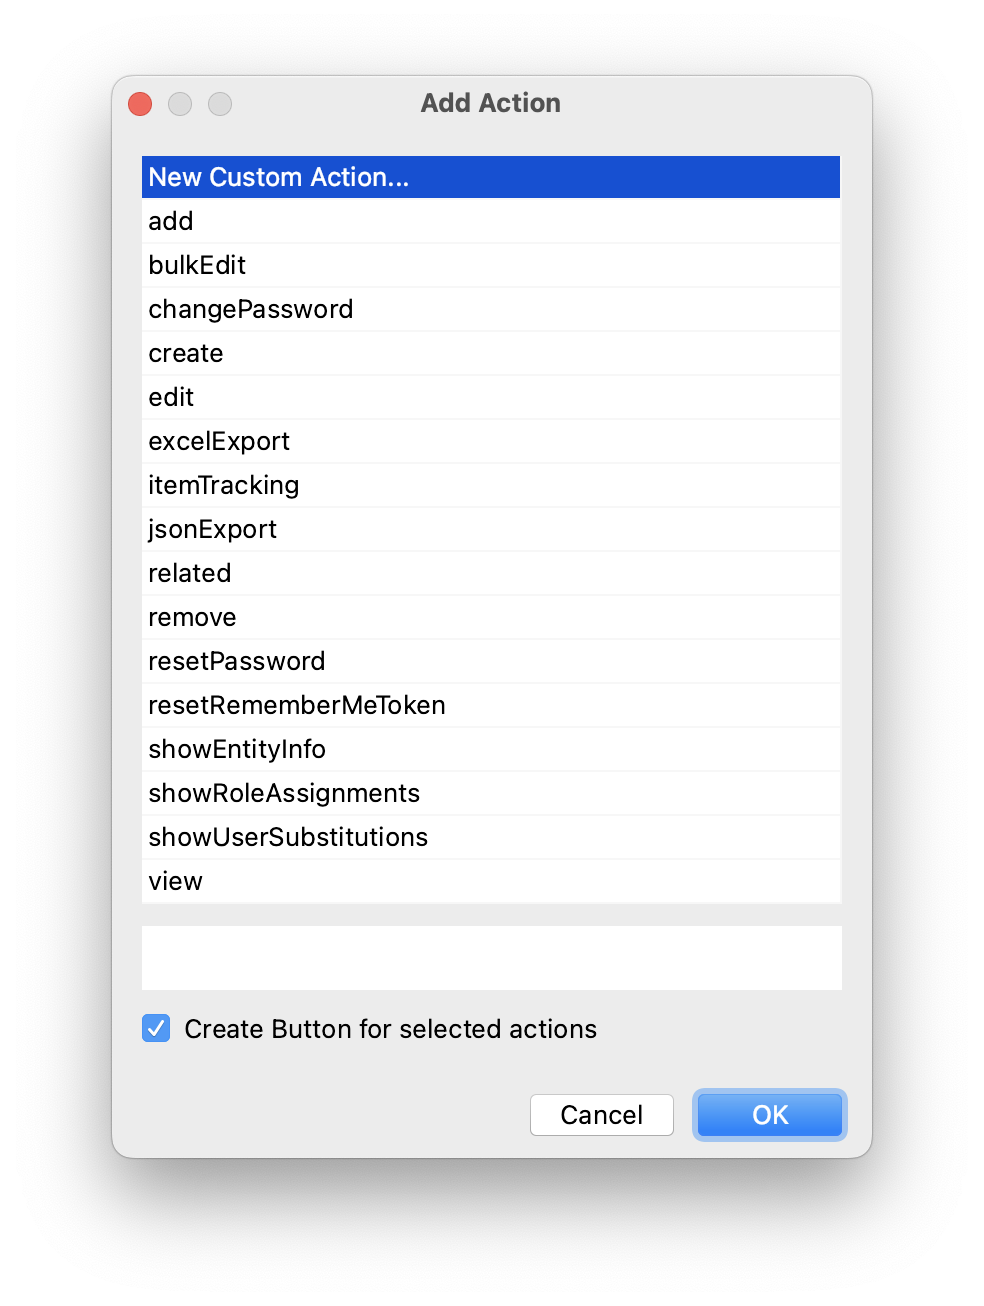 Add Action
New Custom Action...
add
bulkEdit
changePassword
create
edit
excelExport
itemTracking
jsonExport
related
remove
resetPassword
resetRememberMeToken
showEntityInfo
showRoleAssignments
showUserSubstitutions
view
Create Button for selected actions
Cancel OK